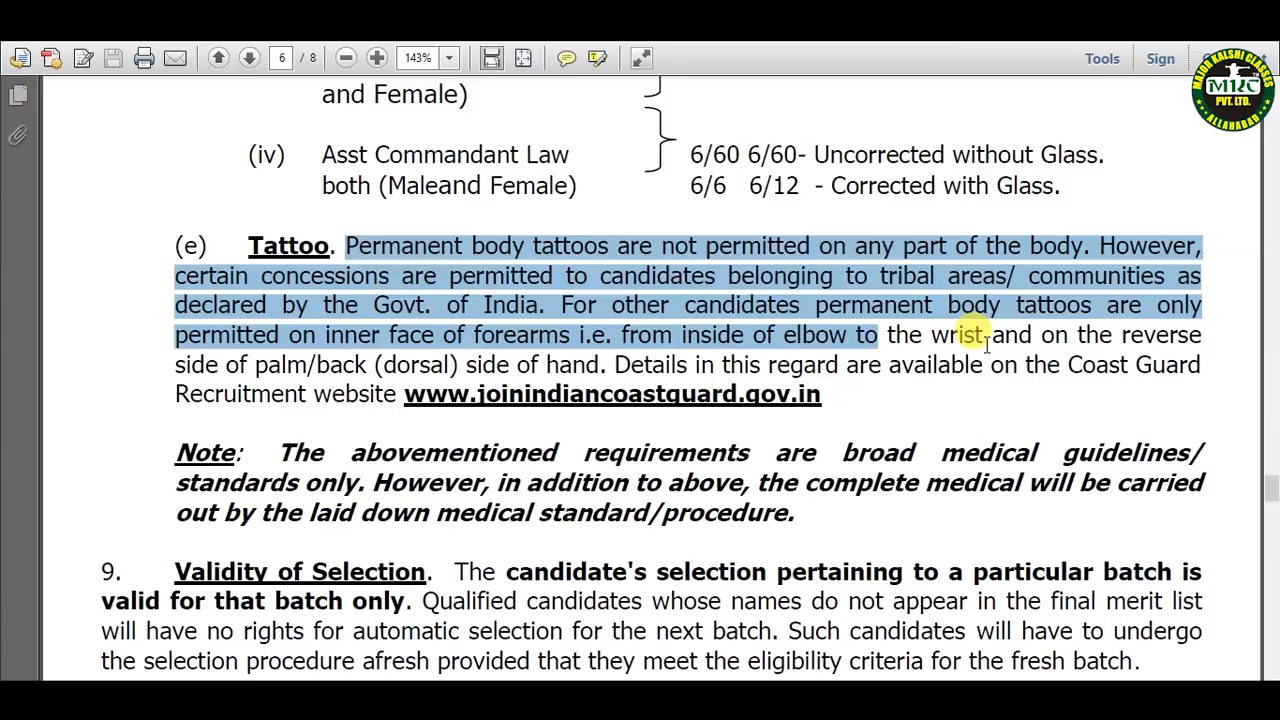 6 / 8
143%
Tools
Sign
MAJOR KALSHI CLASSES
MKC
PVT. LTD.
ALLAHABAD
and Female)
(iv) Asst Commandant Law 6/60 6/60- Uncorrected without Glass.
both (Maleand Female) 6/6 6/12 - Corrected with Glass.
(e) Tattoo. Permanent body tattoos are not permitted on any part of the body. However,
certain concessions are permitted to candidates belonging to tribal areas/ communities as
declared by the Govt. of India. For other candidates permanent body tattoos are only
permitted on inner face of forearms i.e. from inside of elbow to the wrist and on the reverse
side of palm/back (dorsal) side of hand. Details in this regard are available on the Coast Guard
Recruitment website www.joinindiancoastguard.gov.in
Note: The abovementioned requirements are broad medical guidelines/
standards only. However, in addition to above, the complete medical will be carried
out by the laid down medical standard/procedure.
9. Validity of Selection. The candidate's selection pertaining to a particular batch is
valid for that batch only. Qualified candidates whose names do not appear in the final merit list
will have no rights for automatic selection for the next batch. Such candidates will have to undergo
the selection procedure afresh provided that they meet the eligibility criteria for the fresh batch.